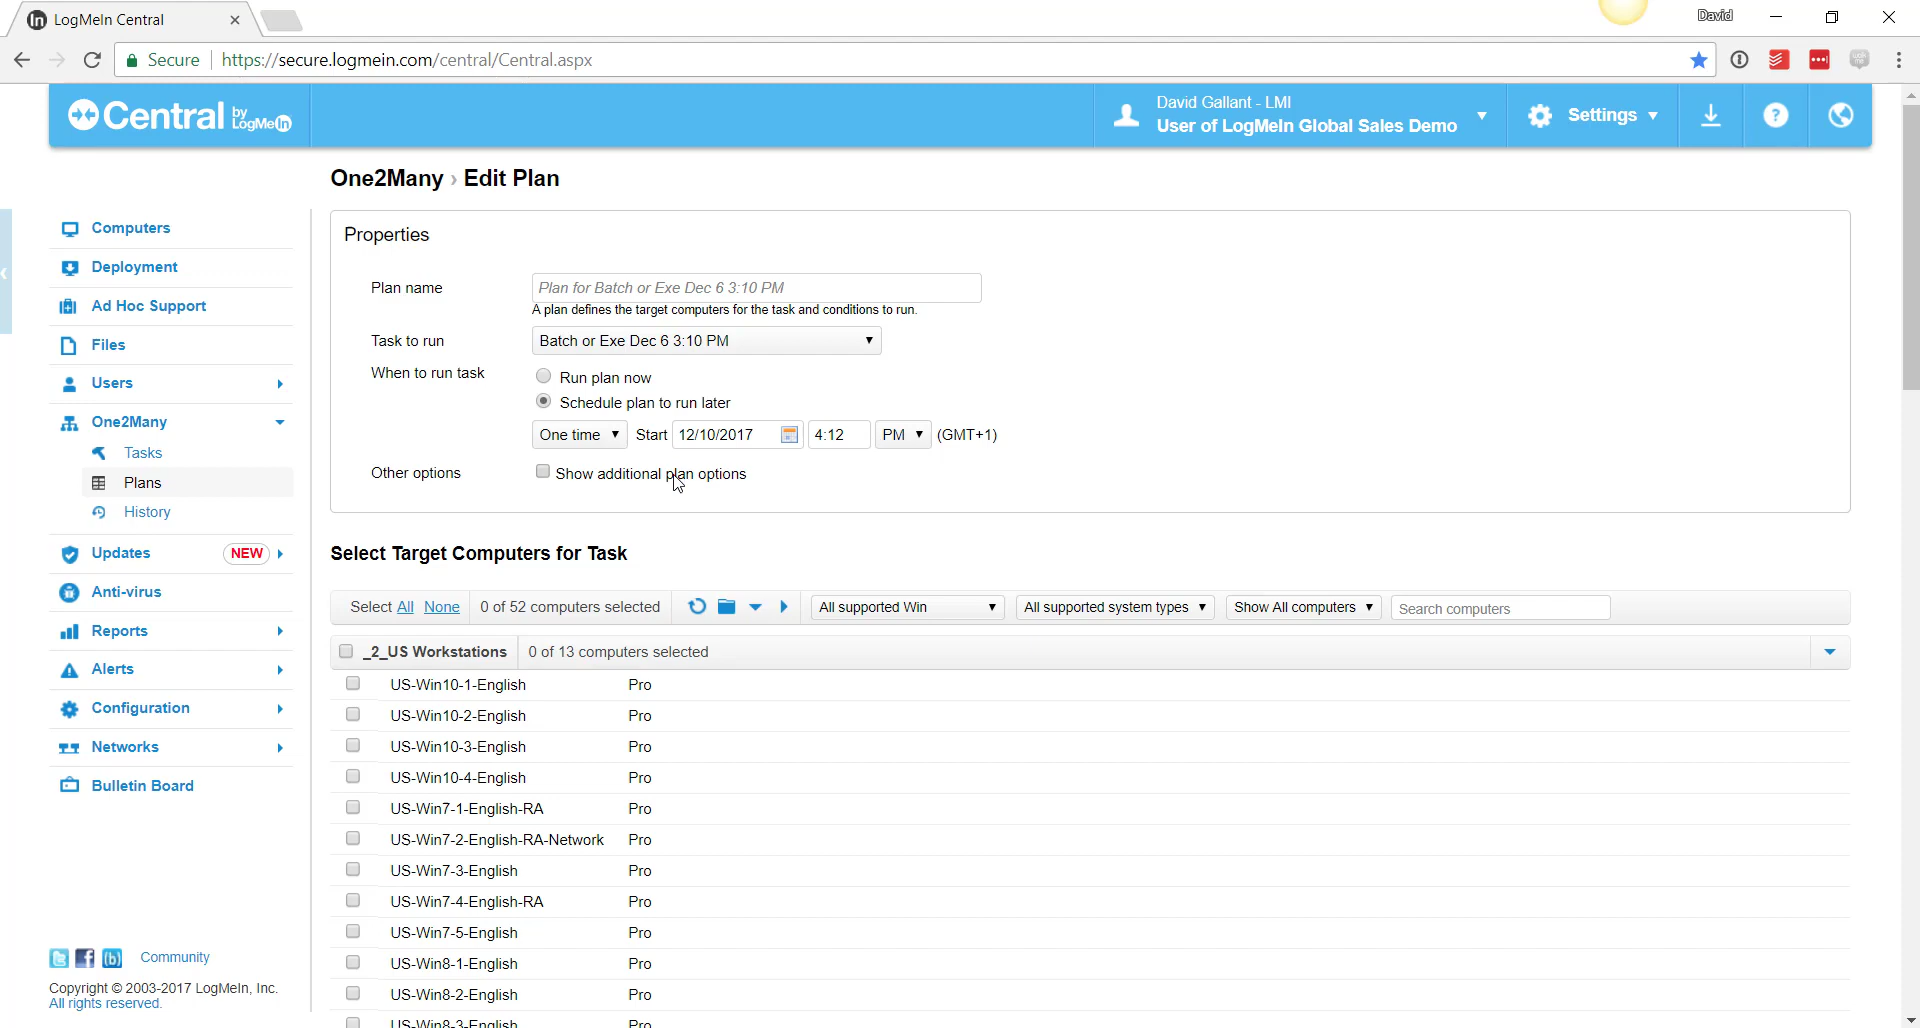 LogMeIn Central
David
Secure
https://secure.logmein.com/central/Central.aspx
Central by LogMeIn
David Gallant - LMI
User of LogMeIn Global Sales Demo
Settings
One2Many › Edit Plan
Computers
Deployment
Ad Hoc Support
Files
Users
One2Many
Tasks
Plans
History
Updates NEW
Anti-virus
Reports
Alerts
Configuration
Networks
Bulletin Board
Community
Copyright © 2003-2017 LogMeIn, Inc.
All rights reserved.
Properties
Plan name Plan for Batch or Exe Dec 6 3:10 PM
A plan defines the target computers for the task and conditions to run.
Task to run Batch or Exe Dec 6 3:10 PM
When to run task Run plan now
Schedule plan to run later
One time Start 12/10/2017 4:12 PM (GMT+1)
Other options Show additional plan options
Select Target Computers for Task
Select All None 0 of 52 computers selected All supported Win All supported system types Show All computers Search computers
_2_US Workstations 0 of 13 computers selected
US-Win10-1-English Pro
US-Win10-2-English Pro
US-Win10-3-English Pro
US-Win10-4-English Pro
US-Win7-1-English-RA Pro
US-Win7-2-English-RA-Network Pro
US-Win7-3-English Pro
US-Win7-4-English-RA Pro
US-Win7-5-English Pro
US-Win8-1-English Pro
US-Win8-2-English Pro
US-Win8-3-English Pro